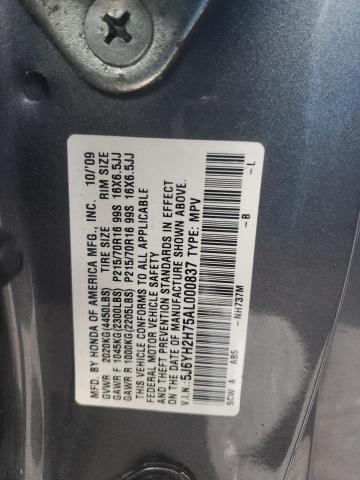 MFD. BY HONDA OF AMERICA MFG., INC. 10/'09
GVWR 2020KG(4450LBS) TIRE SIZE RIM SIZE
GAWR F 1045KG(2300LBS) P215/70R16 99S 16X6.5JJ
GAWR R 1000KG(2205LBS) P215/70R16 99S 16X6.5JJ
THIS VEHICLE CONFORMS TO ALL APPLICABLE
FEDERAL MOTOR VEHICLE SAFETY
AND THEFT PREVENTION STANDARDS IN EFFECT
ON THE DATE OF MANUFACTURE SHOWN ABOVE.
V.I.N.: 5J6YH2H75AL000837 TYPE: MPV
SCW A AB5 -NH737M -B -L